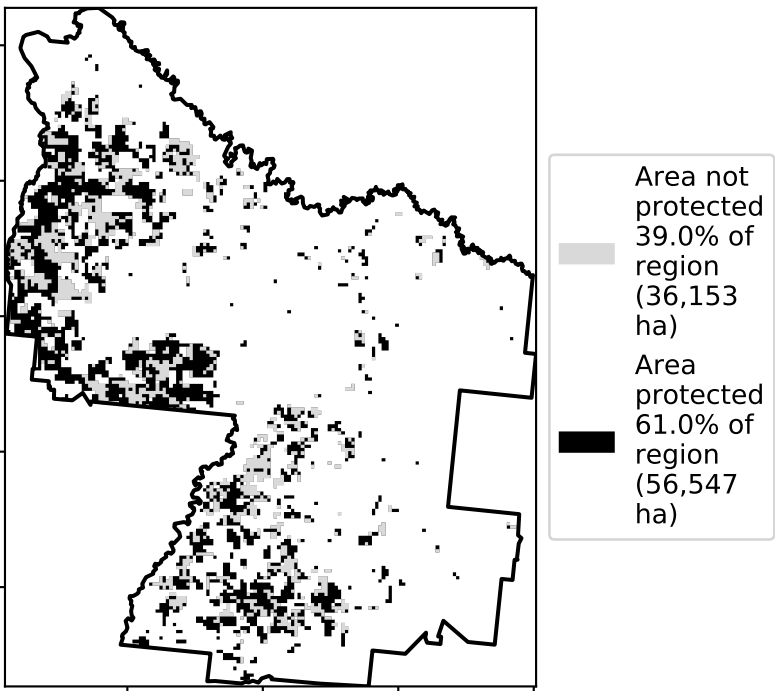 Area not
protected
39.0% of
region
(36,153
ha)
Area
protected
61.0% of
region
(56,547
ha)